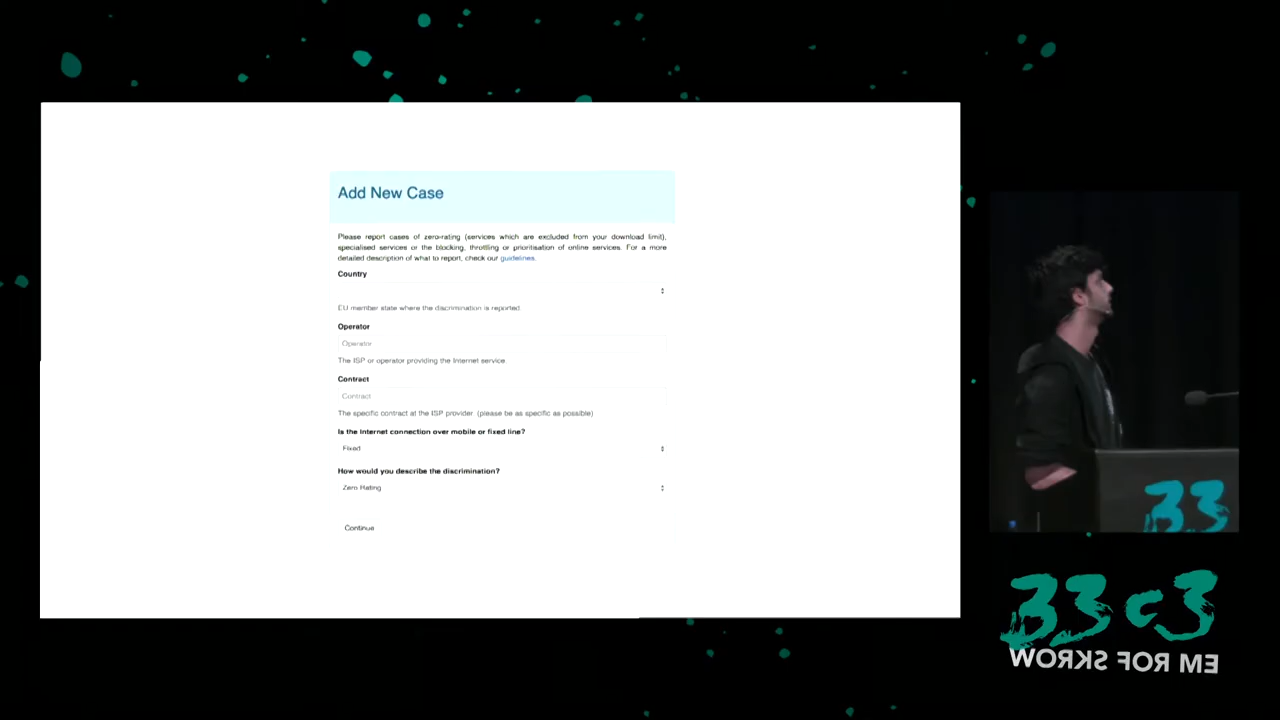 Add New Case
Please report cases of zero-rating (services which are excluded from your download limit),
specialised services or the blocking, throttling or prioritisation of online services. For a more
detailed description of what to report, check our guidelines.
Country
EU member state where the discrimination is reported.
Operator
Operator
The ISP or operator providing the Internet service.
Contract
Contract
The specific contract at the ISP provider. (please be as specific as possible)
Is the Internet connection over mobile or fixed line?
Fixed
How would you describe the discrimination?
Zero Rating
Continue
33
33c3
WORKS FOR ME